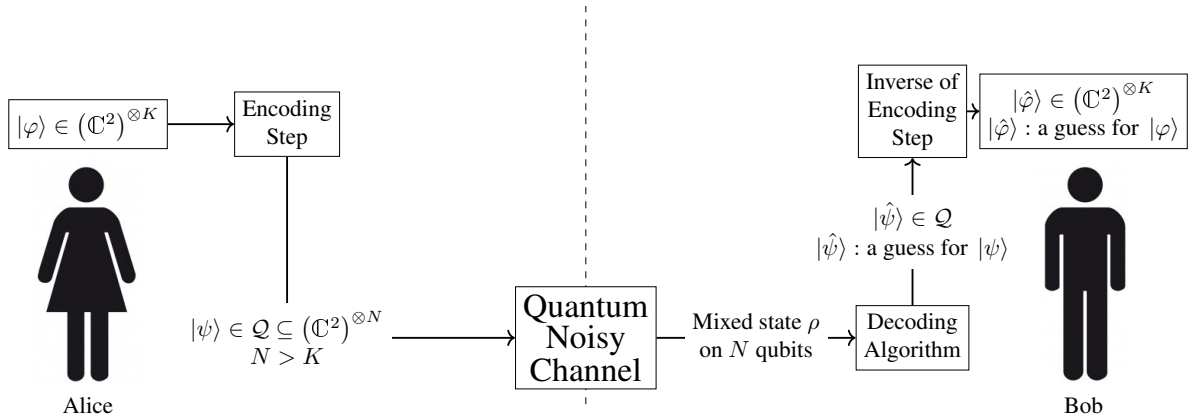 |φ⟩ ∈ (ℂ²)^{⊗K}
Encoding
Step
Alice
|ψ⟩ ∈ 𝒬 ⊆ (ℂ²)^{⊗N}
N > K
Quantum
Noisy
Channel
Mixed state ρ
on N qubits
Decoding
Algorithm
|ψ̂⟩ ∈ 𝒬
|ψ̂⟩ : a guess for |ψ⟩
Inverse of
Encoding
Step
|φ̂⟩ ∈ (ℂ²)^{⊗K}
|φ̂⟩ : a guess for |φ⟩
Bob